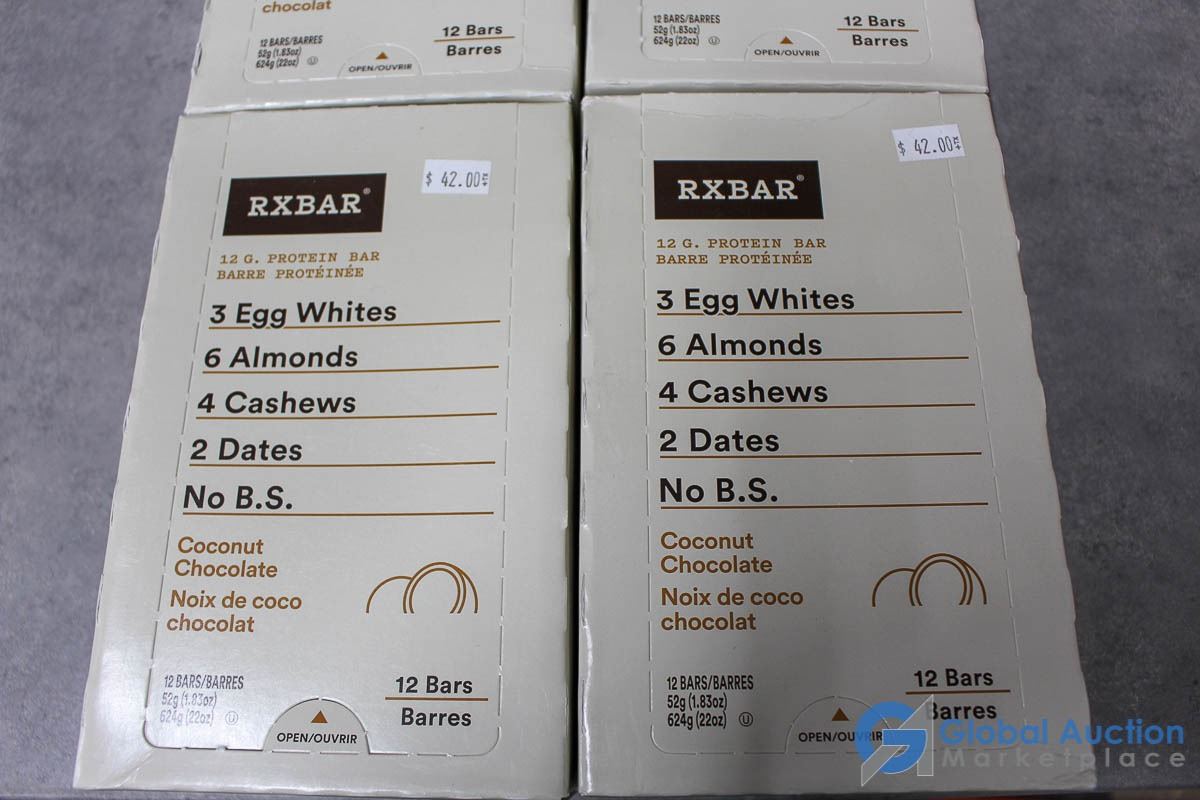 chocolat
12 BARS/BARRES
52g (1.83oz)
624g (22oz) Ⓤ
OPEN/OUVRIR
12 Bars
Barres
12 BARS/BARRES
52g (1.83oz)
624g (22oz) Ⓤ
OPEN/OUVRIR
12 Bars
Barres
$ 42.00
RXBAR®
12 G. PROTEIN BAR
BARRE PROTÉINÉE
3 Egg Whites
6 Almonds
4 Cashews
2 Dates
No B.S.
Coconut
Chocolate
Noix de coco
chocolat
12 BARS/BARRES
52g (1.83oz)
624g (22oz) Ⓤ
OPEN/OUVRIR
12 Bars
Barres
$ 42.00
RXBAR®
12 G. PROTEIN BAR
BARRE PROTÉINÉE
3 Egg Whites
6 Almonds
4 Cashews
2 Dates
No B.S.
Coconut
Chocolate
Noix de coco
chocolat
12 BARS/BARRES
52g (1.83oz)
624g (22oz) Ⓤ
OPEN/OUVRIR
12 Bars
Barres
Global Auction
Marketplace